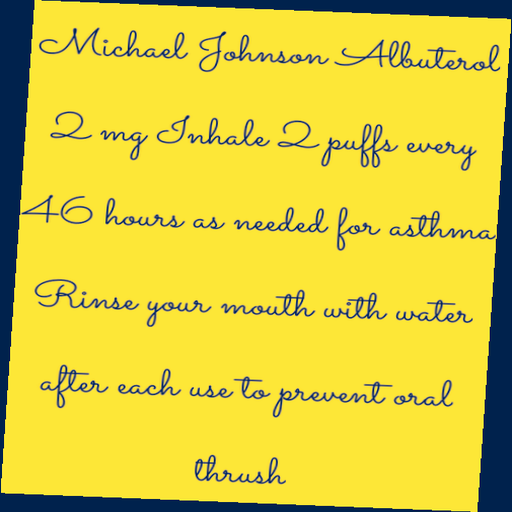 Michael Johnson Albuterol
2 mg Inhale 2 puffs every
46 hours as needed for asthma
Rinse your mouth with water
after each use to prevent oral
thrush